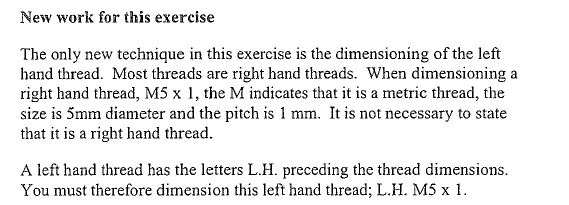 New work for this exercise
The only new technique in this exercise is the dimensioning of the left
hand thread.  Most threads are right hand threads.  When dimensioning a
right hand thread, M5 x 1, the M indicates that it is a metric thread, the
size is 5mm diameter and the pitch is 1 mm.  It is not necessary to state
that it is a right hand thread.
A left hand thread has the letters L.H. preceding the thread dimensions.
You must therefore dimension this left hand thread; L.H. M5 x 1.